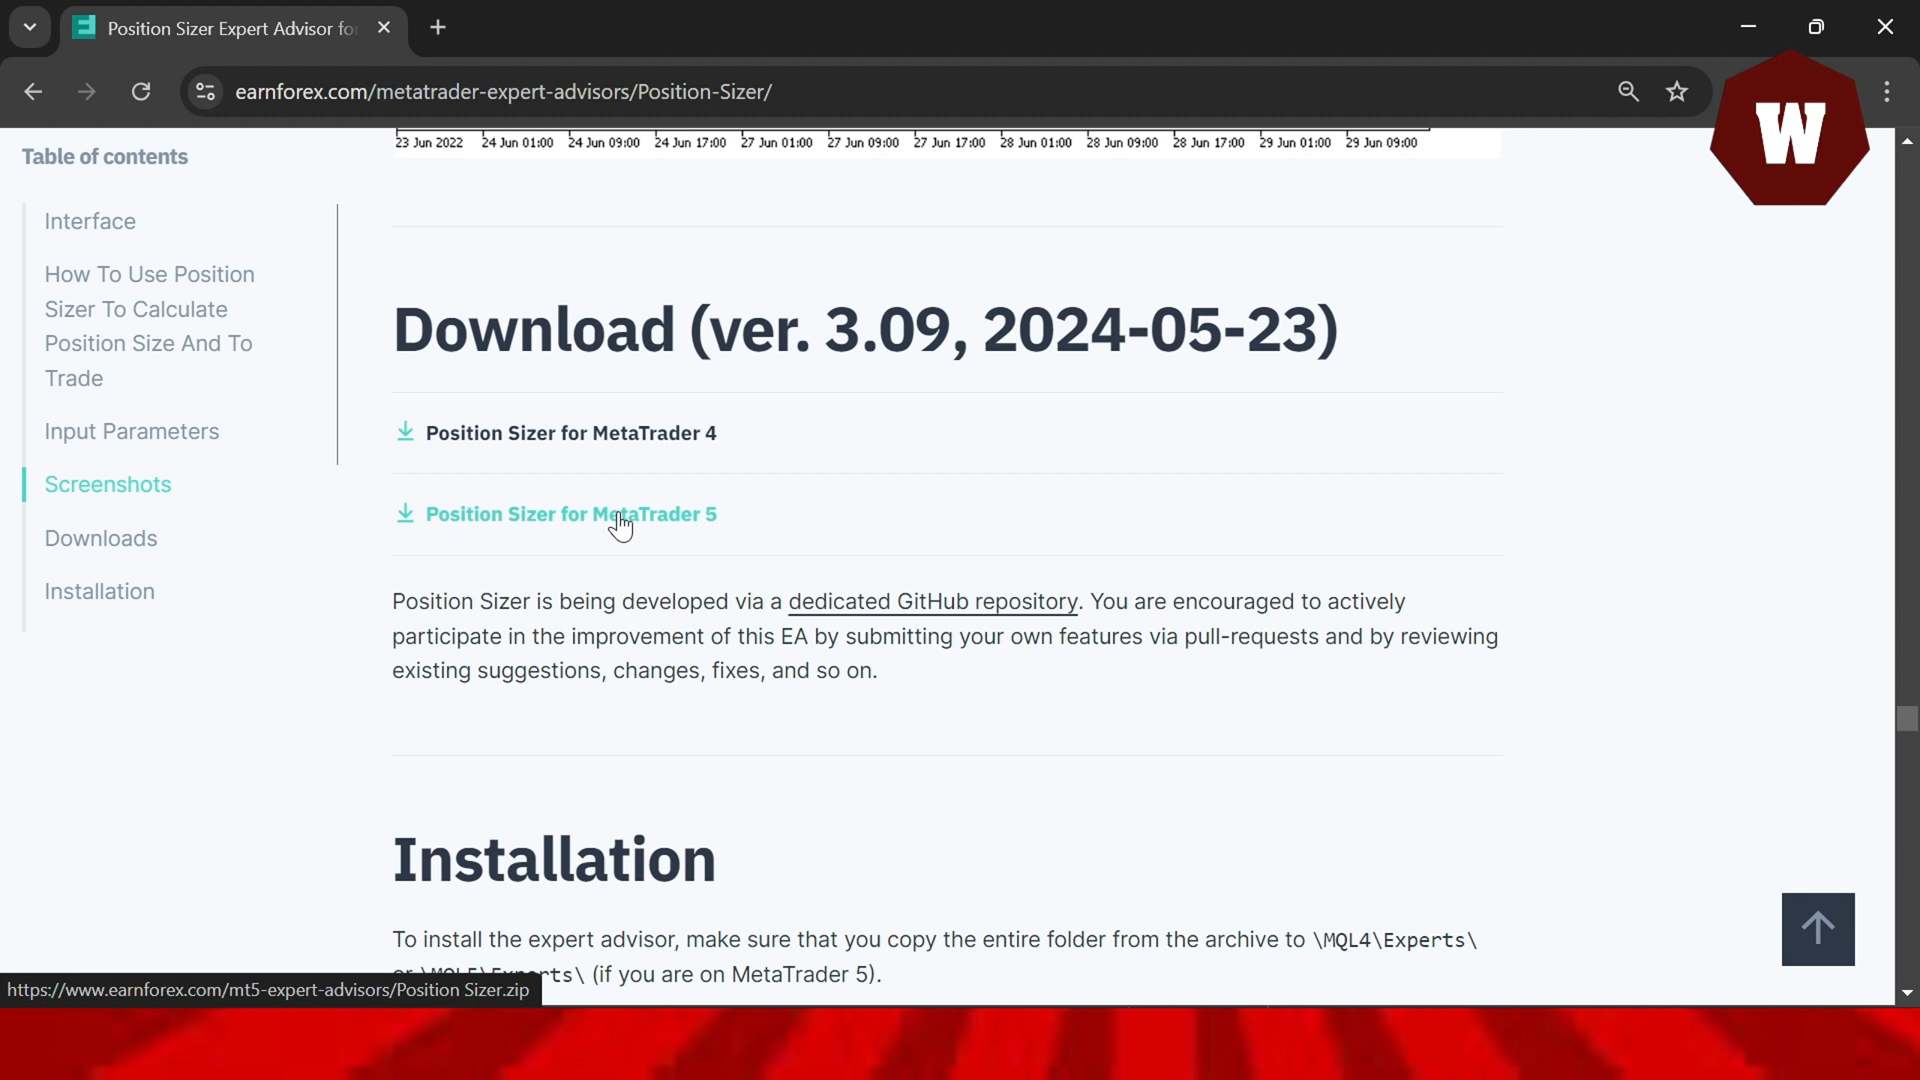 Position Sizer Expert Advisor for
earnforex.com/metatrader-expert-advisors/Position-Sizer/
W
Table of contents
Interface
How To Use Position
Sizer To Calculate
Position Size And To
Trade
Input Parameters
Screenshots
Downloads
Installation
23 Jun 2022 24 Jun 01:00 24 Jun 09:00 24 Jun 17:00 27 Jun 01:00 27 Jun 09:00 27 Jun 17:00 28 Jun 01:00 28 Jun 09:00 28 Jun 17:00 29 Jun 01:00 29 Jun 09:00
Download (ver. 3.09, 2024-05-23)
Position Sizer for MetaTrader 4
Position Sizer for MetaTrader 5
Position Sizer is being developed via a dedicated GitHub repository. You are encouraged to actively
participate in the improvement of this EA by submitting your own features via pull-requests and by reviewing
existing suggestions, changes, fixes, and so on.
Installation
To install the expert advisor, make sure that you copy the entire folder from the archive to \MQL4\Experts\
or \MQL5\Experts\ (if you are on MetaTrader 5).
https://www.earnforex.com/mt5-expert-advisors/Position Sizer.zip